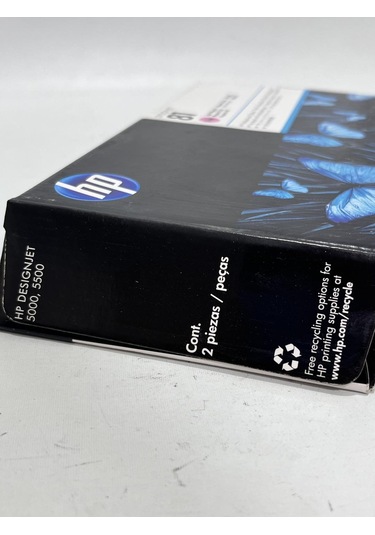 81
hp
HP DESIGNJET
5000, 5500
Cont.
2 piezas / peças
Free recycling options for
HP printing supplies at
www.hp.com/recycle